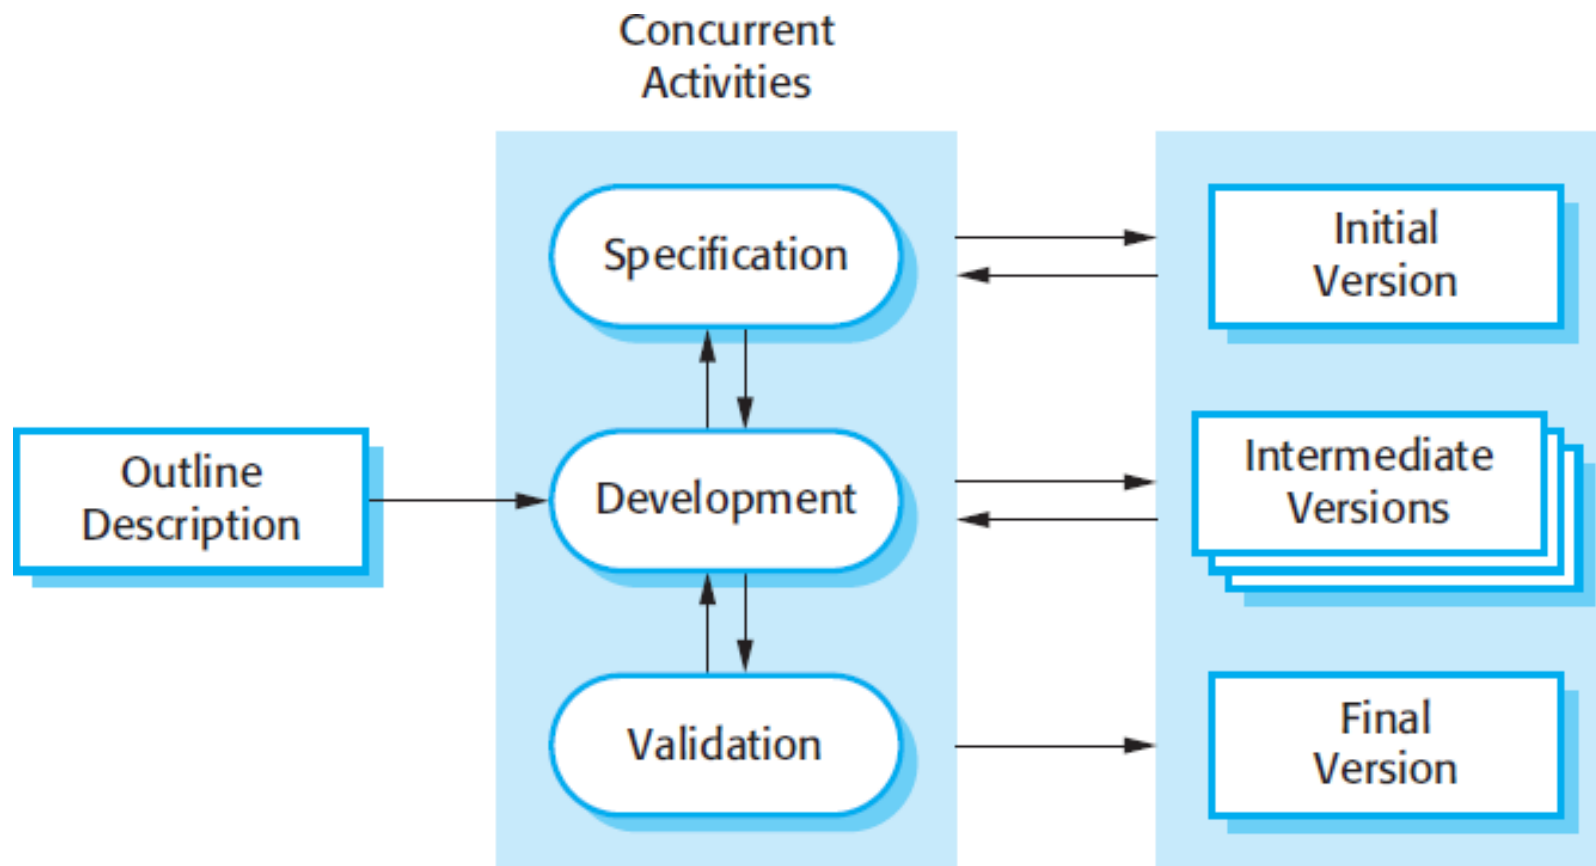 Concurrent
Activities
Specification
Initial
Version
Outline
Description
Development
Intermediate
Versions
Validation
Final
Version